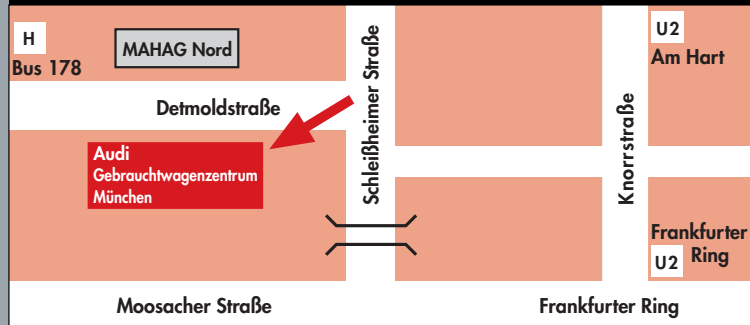 H
Bus 178
MAHAG Nord
Detmoldstraße
Audi
Gebrauchtwagenzentrum
München
Schleißheimer Straße
Knorrstraße
U2
Am Hart
Frankfurter
U2 Ring
Moosacher Straße
Frankfurter Ring